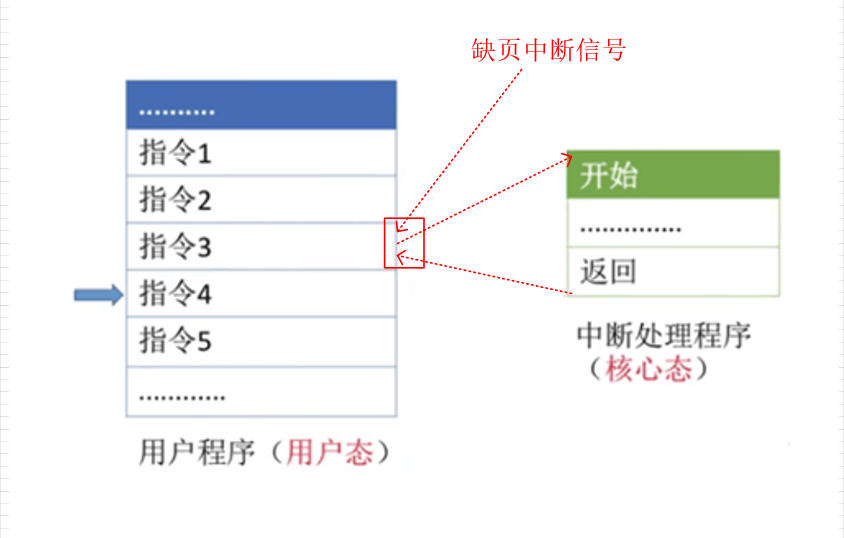 缺页中断信号
..........
指令1
指令2
指令3
指令4
指令5
............
用户程序（用户态）
开始
..............
返回
中断处理程序
（核心态）